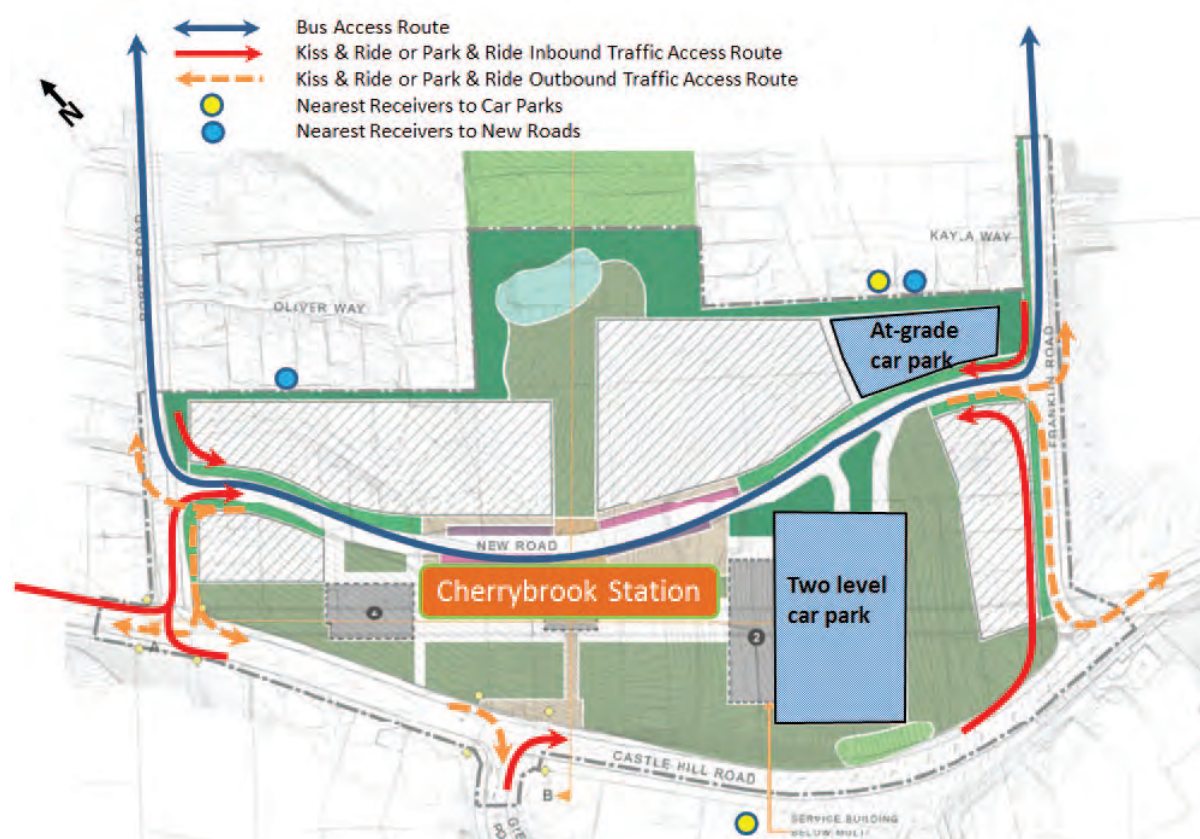 Bus Access Route
Kiss & Ride or Park & Ride Inbound Traffic Access Route
Kiss & Ride or Park & Ride Outbound Traffic Access Route
Nearest Receivers to Car Parks
Nearest Receivers to New Roads
N
ROAD
KAYLA WAY
OLIVER WAY
At-grade
car park
FRANKLIN ROAD
NEW ROAD
Cherrybrook Station
Two level
car park
4
2
A
CASTLE HILL ROAD
B
SERVICE BUILDING
BELOW MULTI